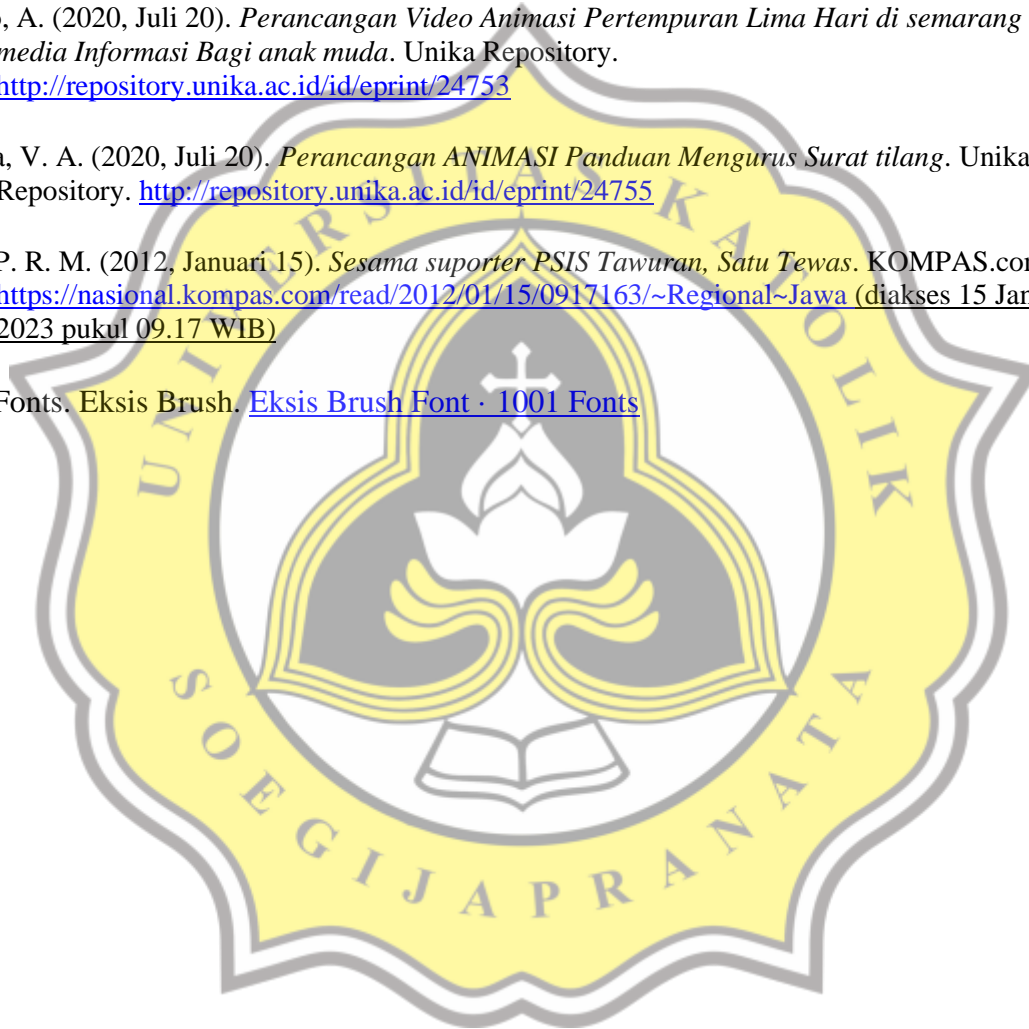 , A. (2020, Juli 20). Perancangan Video Animasi Pertempuran Lima Hari di semarang
media Informasi Bagi anak muda. Unika Repository.
http://repository.unika.ac.id/id/eprint/24753
a, V. A. (2020, Juli 20). Perancangan ANIMASI Panduan Mengurus Surat tilang. Unika
Repository. http://repository.unika.ac.id/id/eprint/24755
P. R. M. (2012, Januari 15). Sesama suporter PSIS Tawuran, Satu Tewas. KOMPAS.com
https://nasional.kompas.com/read/2012/01/15/0917163/~Regional~Jawa (diakses 15 Jan
2023 pukul 09.17 WIB)
Fonts. Eksis Brush. Eksis Brush Font · 1001 Fonts
UNIVERSITAS KATOLIK
SOEGIJAPRANATA